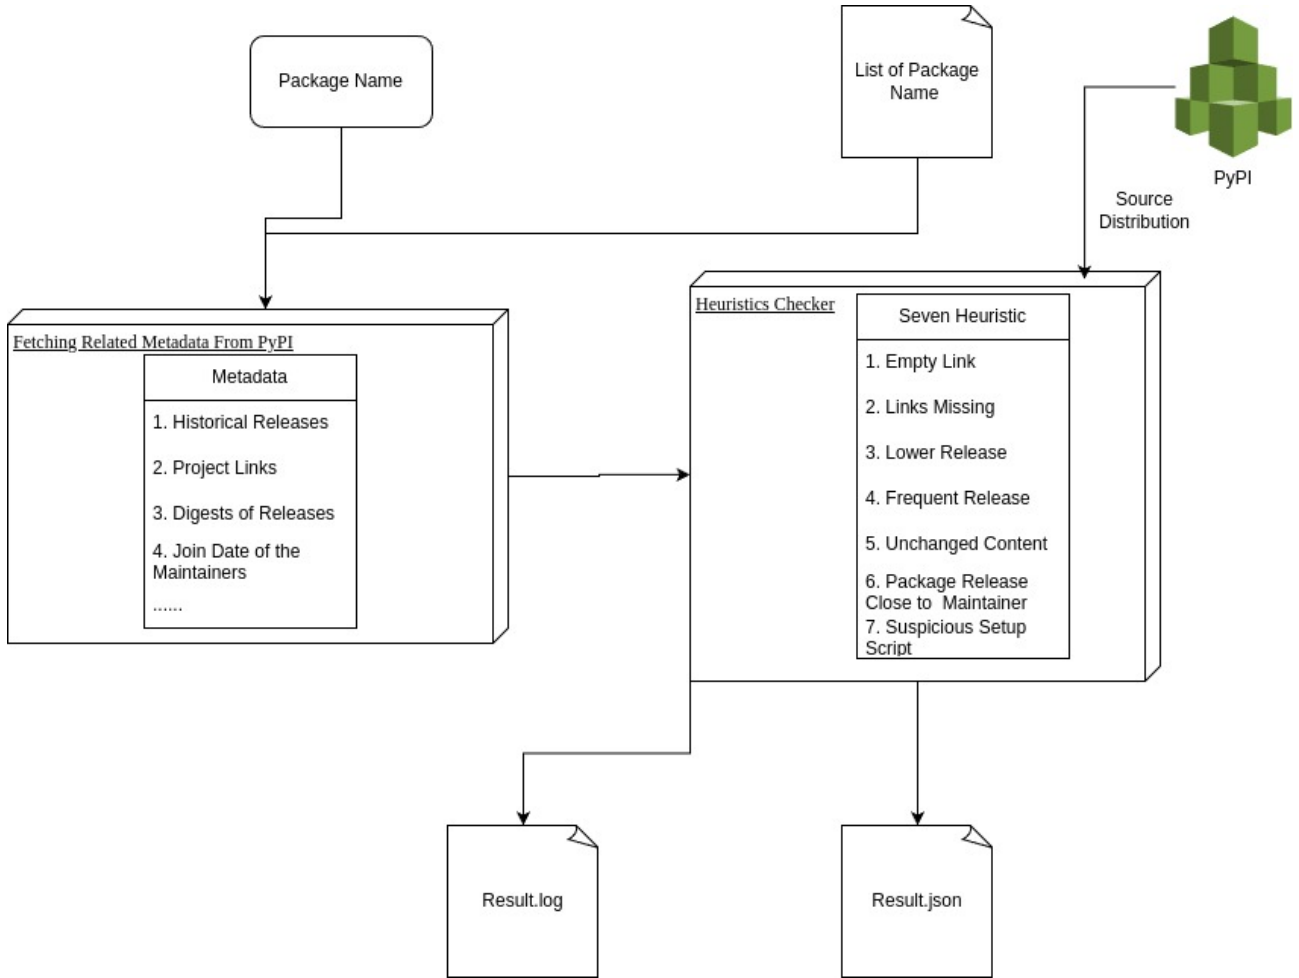 Package Name
List of Package
Name
PyPI
Source
Distribution
Fetching Related Metadata From PyPI
Metadata
1. Historical Releases
2. Project Links
3. Digests of Releases
4. Join Date of the
Maintainers
......
Heuristics Checker
Seven Heuristic
1. Empty Link
2. Links Missing
3. Lower Release
4. Frequent Release
5. Unchanged Content
6. Package Release
Close to  Maintainer
7. Suspicious Setup
Script
Result.log
Result.json